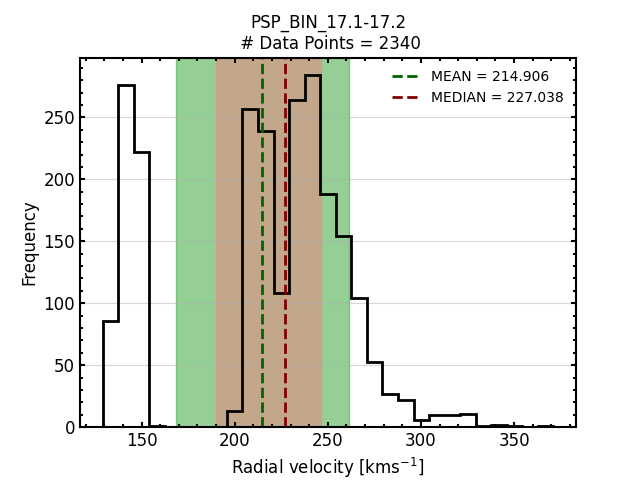 PSP_BIN_17.1-17.2
# Data Points = 2340
MEAN = 214.906
MEDIAN = 227.038
Frequency
250
200
150
100
50
0
150
200
250
300
350
Radial velocity [kms⁻¹]